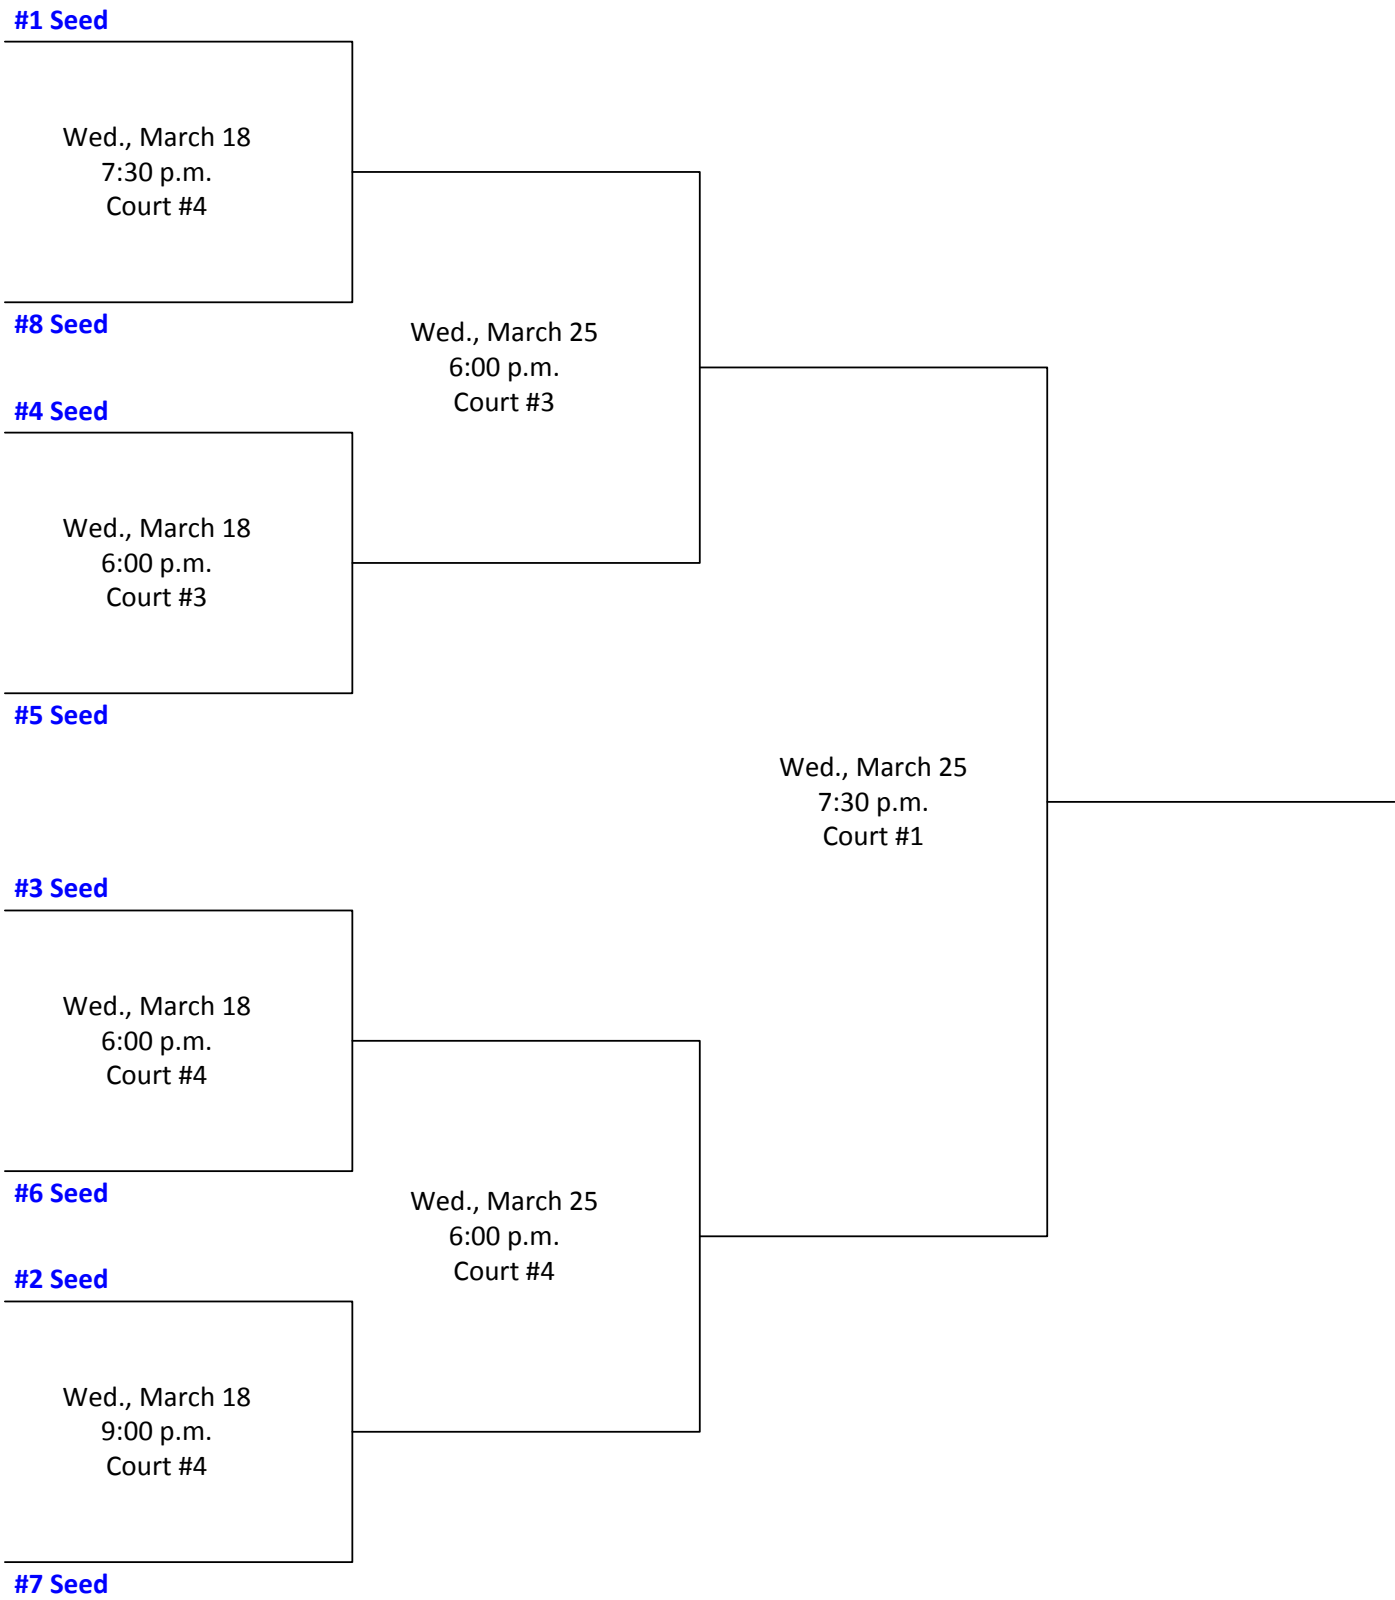 #1 Seed
Wed., March 18
7:30 p.m.
Court #4
#8 Seed
#4 Seed
Wed., March 18
6:00 p.m.
Court #3
#5 Seed
Wed., March 25
6:00 p.m.
Court #3
#3 Seed
Wed., March 18
6:00 p.m.
Court #4
#6 Seed
#2 Seed
Wed., March 18
9:00 p.m.
Court #4
#7 Seed
Wed., March 25
6:00 p.m.
Court #4
Wed., March 25
7:30 p.m.
Court #1